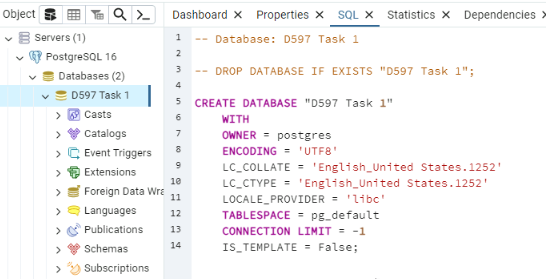 Object
Dashboard
Properties
SQL
Statistics
Dependencies
Servers (1)
PostgreSQL 16
Databases (2)
D597 Task 1
Casts
Catalogs
Event Triggers
Extensions
Foreign Data Wra
Languages
Publications
Schemas
Subscriptions
1 -- Database: D597 Task 1
2
3 -- DROP DATABASE IF EXISTS "D597 Task 1";
4
5 CREATE DATABASE "D597 Task 1"
6 WITH
7 OWNER = postgres
8 ENCODING = 'UTF8'
9 LC_COLLATE = 'English_United States.1252'
10 LC_CTYPE = 'English_United States.1252'
11 LOCALE_PROVIDER = 'libc'
12 TABLESPACE = pg_default
13 CONNECTION LIMIT = -1
14 IS_TEMPLATE = False;